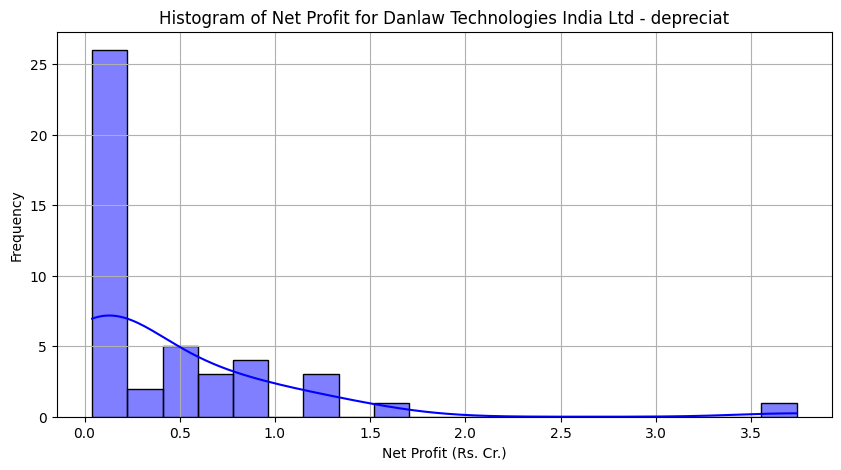 Histogram of Net Profit for Danlaw Technologies India Ltd - depreciat
25
20
15
10
5
0
Frequency
0.0 0.5 1.0 1.5 2.0 2.5 3.0 3.5
Net Profit (Rs. Cr.)